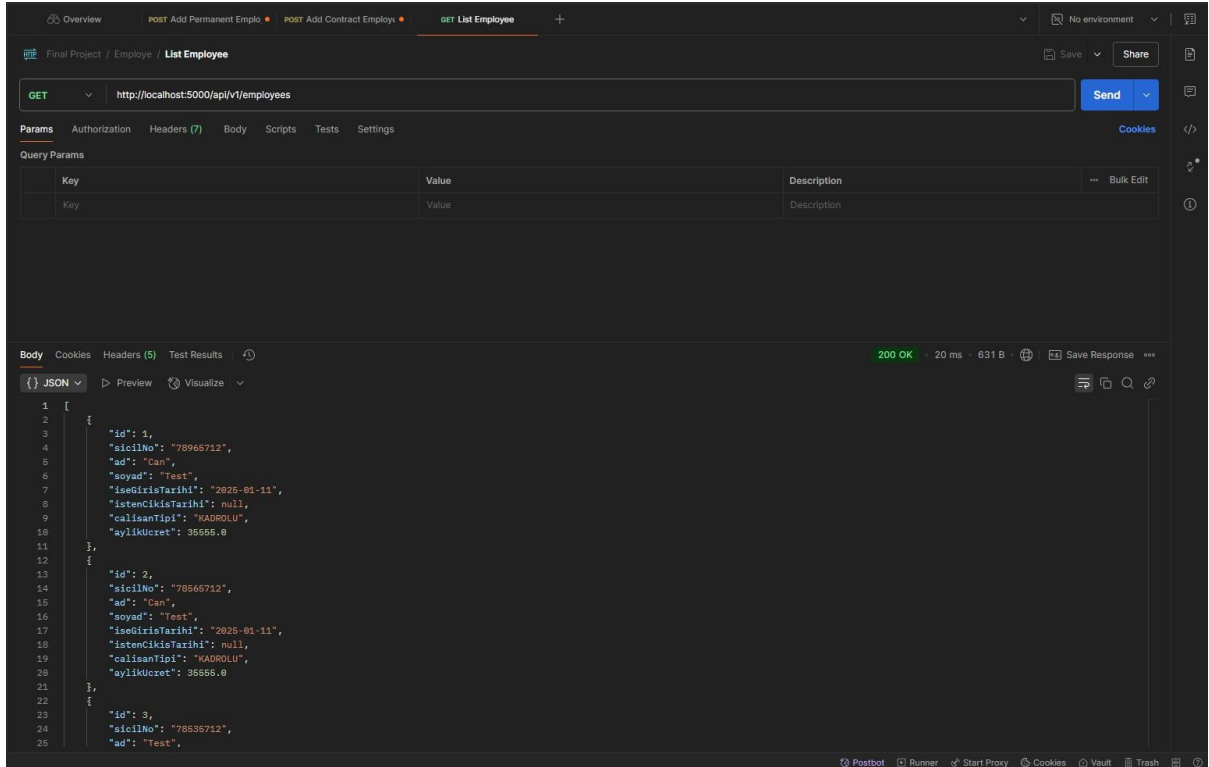 Overview POST Add Permanent Emplo POST Add Contract Employe GET List Employee + No environment
HTTP Final Project / Employe / List Employee Save Share
GET http://localhost:5000/api/v1/employees Send
Params Authorization Headers (7) Body Scripts Tests Settings Cookies
Query Params
Key Value Description ••• Bulk Edit
Key Value Description
Body Cookies Headers (5) Test Results 200 OK • 20 ms • 631 B • Save Response •••
{} JSON Preview Visualize
1 [
2 {
3 "id": 1,
4 "sicilNo": "78965712",
5 "ad": "Can",
6 "soyad": "Test",
7 "iseGirisTarihi": "2025-01-11",
8 "istenCikisTarihi": null,
9 "calisanTipi": "KADROLU",
10 "aylikUcret": 35555.0
11 },
12 {
13 "id": 2,
14 "sicilNo": "78565712",
15 "ad": "Can",
16 "soyad": "Test",
17 "iseGirisTarihi": "2025-01-11",
18 "istenCikisTarihi": null,
19 "calisanTipi": "KADROLU",
20 "aylikUcret": 35555.0
21 },
22 {
23 "id": 3,
24 "sicilNo": "78535712",
25 "ad": "Test",
Postbot Runner Start Proxy Cookies Vault Trash